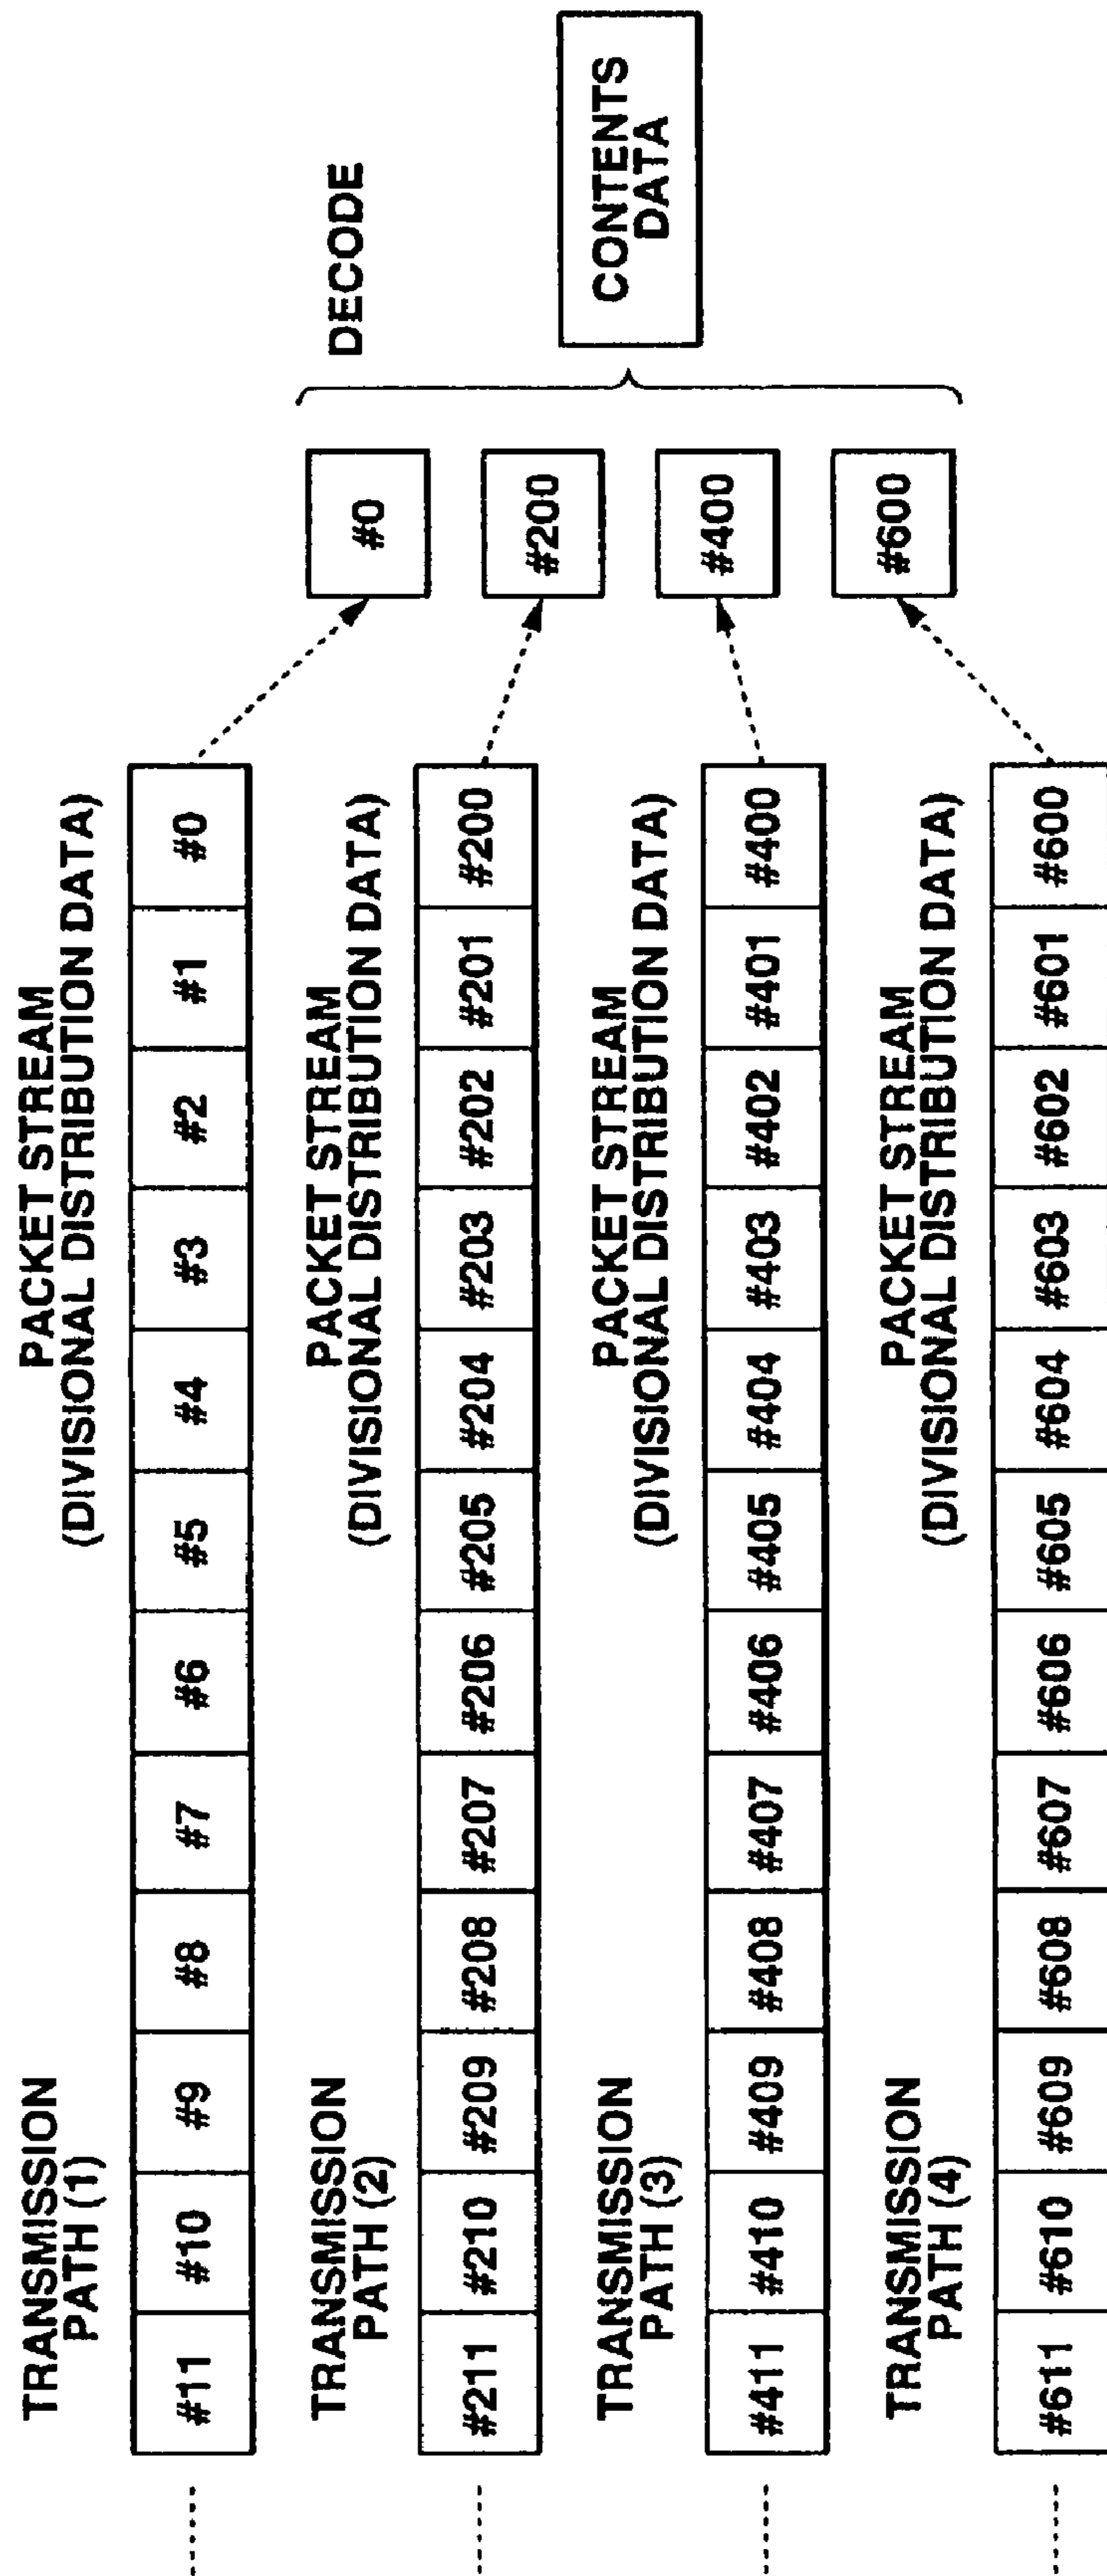 TRANSMISSION
PATH (1)
PACKET STREAM
(DIVISIONAL DISTRIBUTION DATA)
#11 #10 #9 #8 #7 #6 #5 #4 #3 #2 #1 #0
TRANSMISSION
PATH (2)
PACKET STREAM
(DIVISIONAL DISTRIBUTION DATA)
#211 #210 #209 #208 #207 #206 #205 #204 #203 #202 #201 #200
TRANSMISSION
PATH (3)
PACKET STREAM
(DIVISIONAL DISTRIBUTION DATA)
#411 #410 #409 #408 #407 #406 #405 #404 #403 #402 #401 #400
TRANSMISSION
PATH (4)
PACKET STREAM
(DIVISIONAL DISTRIBUTION DATA)
#611 #610 #609 #608 #607 #606 #605 #604 #603 #602 #601 #600
#0
#200
#400
#600
DECODE
CONTENTS
DATA